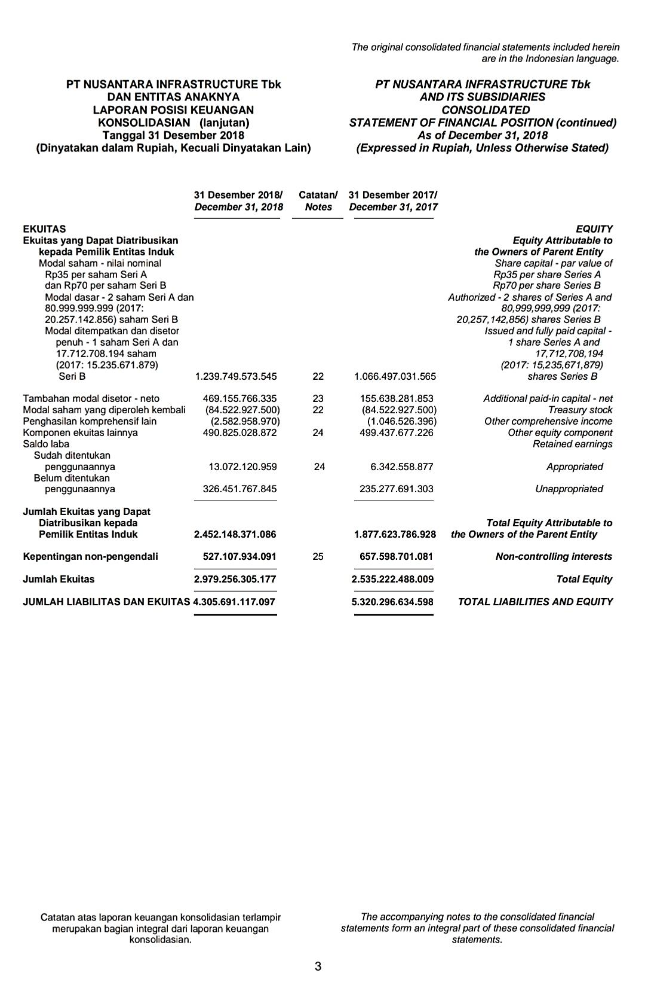 The original consolidated financial statements included herein
are in the Indonesian language.
PT NUSANTARA INFRASTRUCTURE Tbk PT NUSANTARA INFRASTRUCTURE Tbk
DAN ENTITAS ANAKNYA AND ITS SUBSIDIARIES
LAPORAN POSISI KEUANGAN CONSOLIDATED
KONSOLIDASIAN (lanjutan) STATEMENT OF FINANCIAL POSITION (continued)
Tanggal 31 Desember 2018 As of December 31, 2018
(Dinyatakan dalam Rupiah, Kecuali Dinyatakan Lain) (Expressed in Rupiah, Unless Otherwise Stated)
31 Desember 2018/ Catatan/ 31 Desember 2017/
December 31, 2018 Notes December 31, 2017
EKUITAS EQUITY
Ekuitas yang Dapat Diatribusikan Equity Attributable to
kepada Pemilik Entitas Induk the Owners of Parent Entity
Modal saham - nilai nominal Share capital - par value of
Rp35 per saham Seri A Rp35 per share Series A
dan Rp70 per saham Seri B Rp70 per share Series B
Modal dasar - 2 saham Seri A dan Authorized - 2 shares of Series A and
80.999.999.999 (2017: 80,999,999,999 (2017:
20.257.142.856) saham Seri B 20,257,142,856) shares Series B
Modal ditempatkan dan disetor Issued and fully paid capital -
penuh - 1 saham Seri A dan 1 share Series A and
17.712.708.194 saham 17,712,708,194
(2017: 15.235.671.879) (2017: 15,235,671,879)
Seri B 1.239.749.573.545 22 1.066.497.031.565 shares Series B
Tambahan modal disetor - neto 469.155.766.335 23 155.638.281.853 Additional paid-in capital - net
Modal saham yang diperoleh kembali (84.522.927.500) 22 (84.522.927.500) Treasury stock
Penghasilan komprehensif lain (2.582.958.970) (1.046.526.396) Other comprehensive income
Komponen ekuitas lainnya 490.825.028.872 24 499.437.677.226 Other equity component
Saldo laba Retained earnings
Sudah ditentukan
penggunaannya 13.072.120.959 24 6.342.558.877 Appropriated
Belum ditentukan
penggunaannya 326.451.767.845 235.277.691.303 Unappropriated
Jumlah Ekuitas yang Dapat
Diatribusikan kepada Total Equity Attributable to
Pemilik Entitas Induk 2.452.148.371.086 1.877.623.786.928 the Owners of the Parent Entity
Kepentingan non-pengendali 527.107.934.091 25 657.598.701.081 Non-controlling interests
Jumlah Ekuitas 2.979.256.305.177 2.535.222.488.009 Total Equity
JUMLAH LIABILITAS DAN EKUITAS 4.305.691.117.097 5.320.296.634.598 TOTAL LIABILITIES AND EQUITY
Catatan atas laporan keuangan konsolidasian terlampir The accompanying notes to the consolidated financial
merupakan bagian integral dari laporan keuangan statements form an integral part of these consolidated financial
konsolidasian. statements.
3